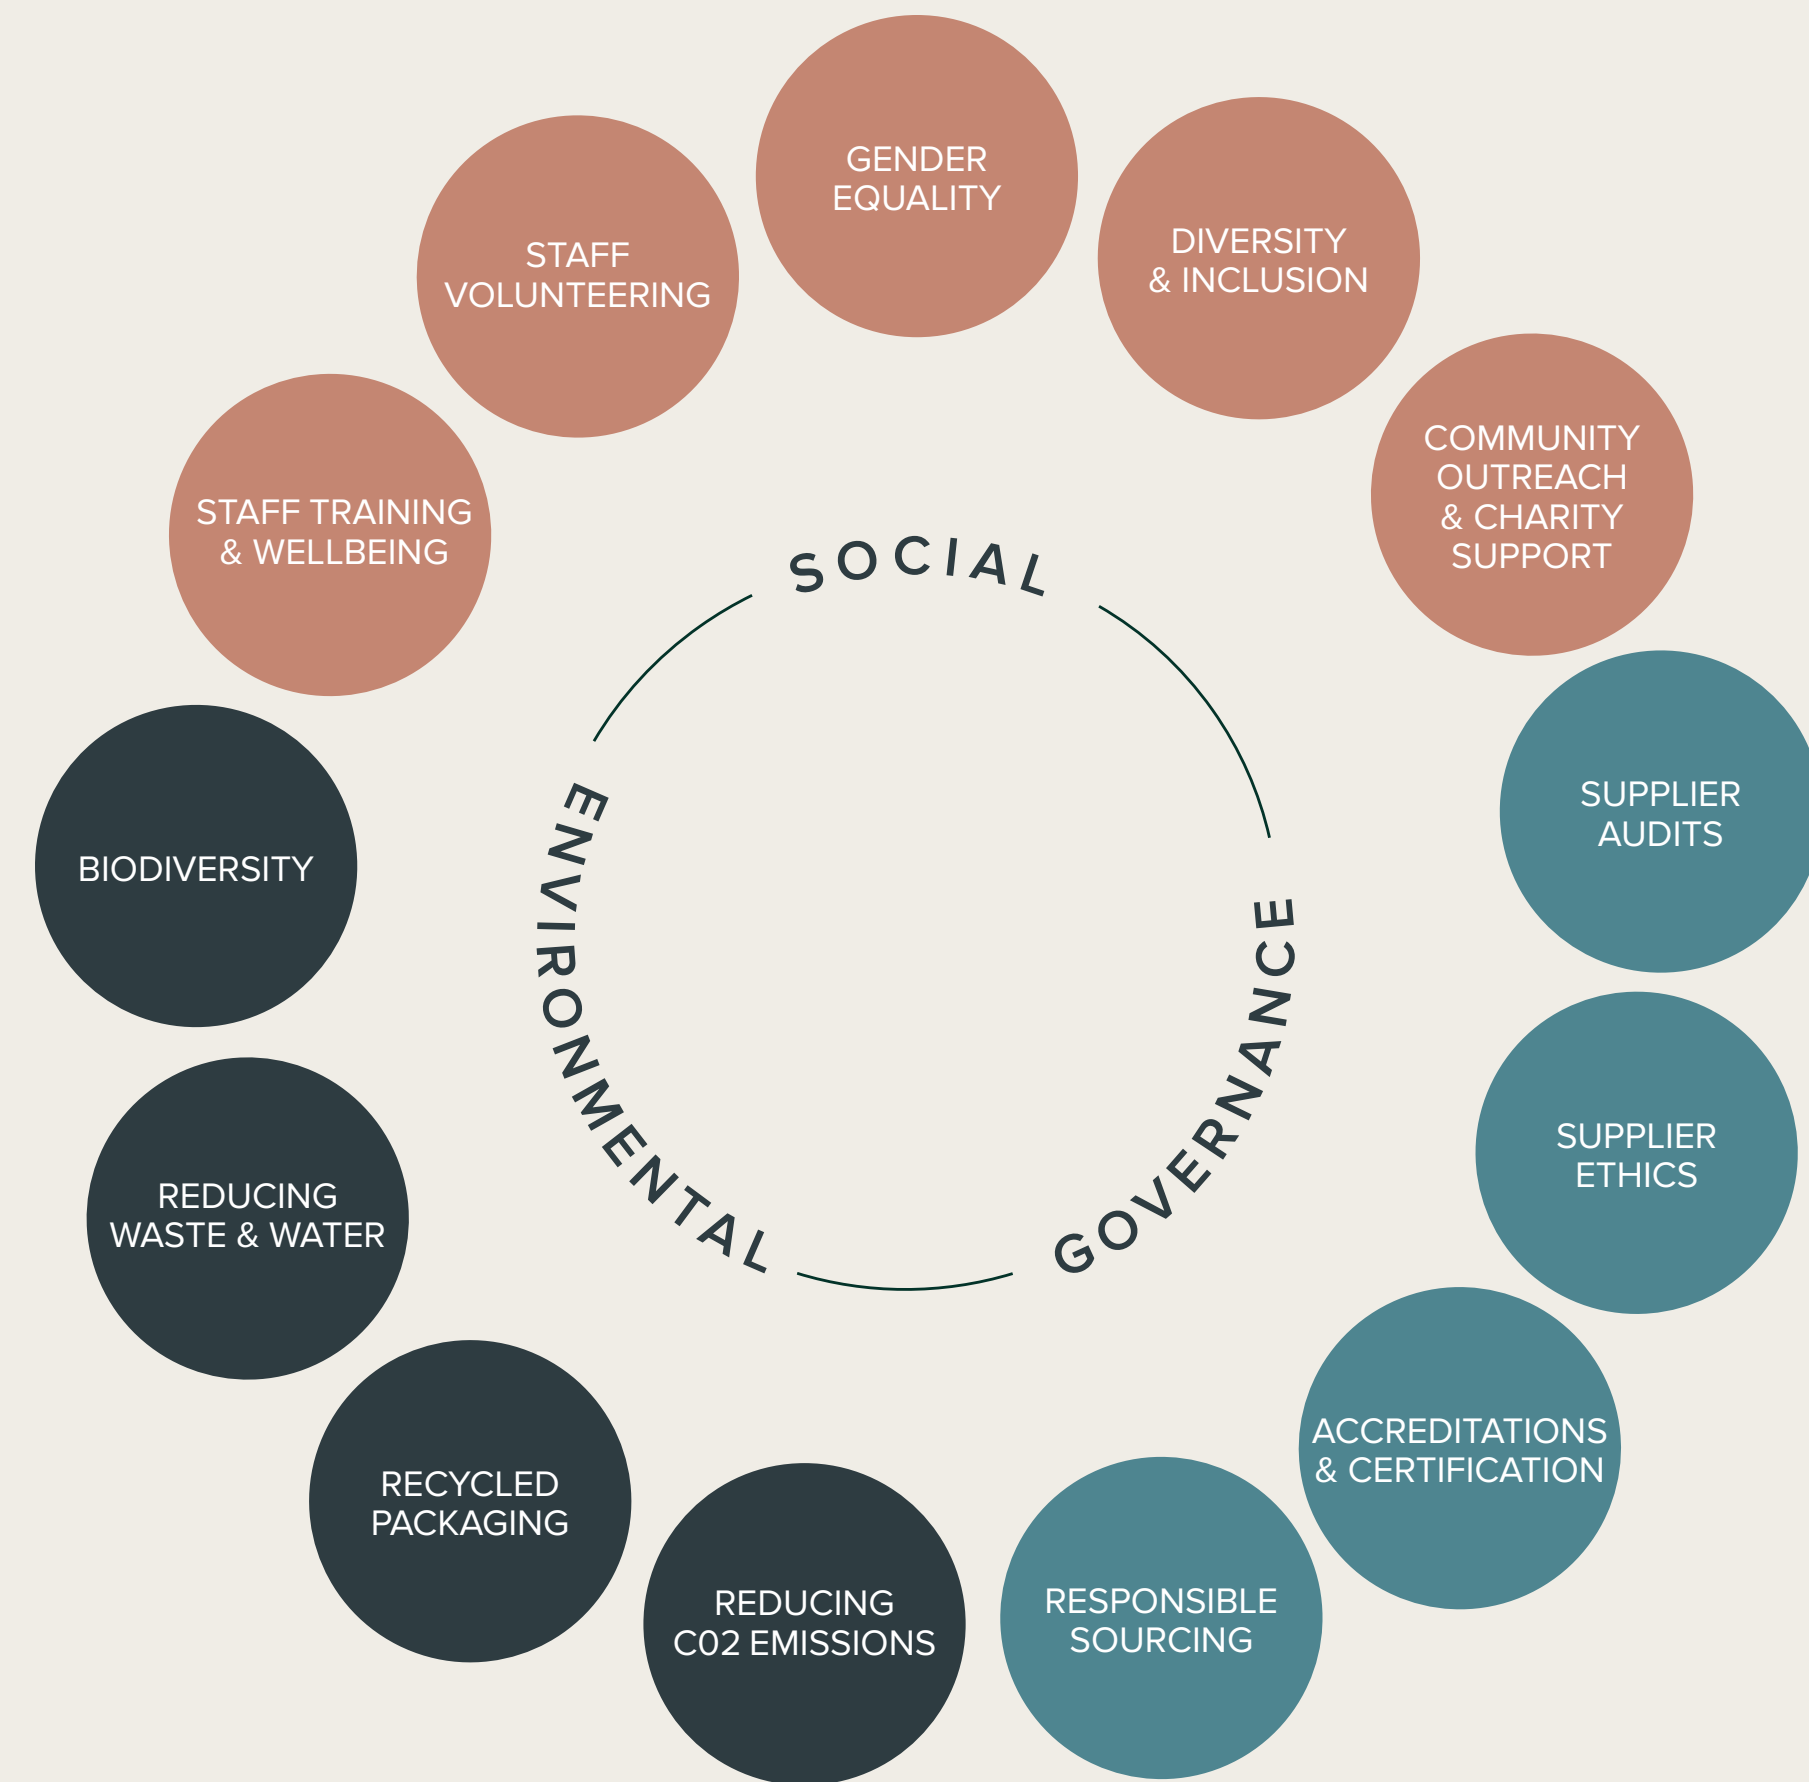 GENDER
EQUALITY
DIVERSITY
& INCLUSION
COMMUNITY
OUTREACH
& CHARITY
SUPPORT
SUPPLIER
AUDITS
SUPPLIER
ETHICS
ACCREDITATIONS
& CERTIFICATION
RESPONSIBLE
SOURCING
REDUCING
C02 EMISSIONS
RECYCLED
PACKAGING
REDUCING
WASTE & WATER
BIODIVERSITY
STAFF TRAINING
& WELLBEING
STAFF
VOLUNTEERING
SOCIAL
GOVERNANCE
ENVIRONMENTAL